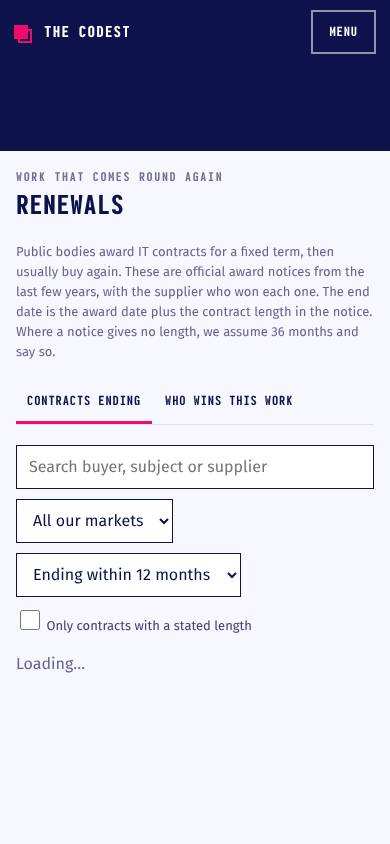 THE CODEST
MENU
WORK THAT COMES ROUND AGAIN
RENEWALS
Public bodies award IT contracts for a fixed term, then
usually buy again. These are official award notices from the
last few years, with the supplier who won each one. The end
date is the award date plus the contract length in the notice.
Where a notice gives no length, we assume 36 months and
say so.
CONTRACTS ENDING
WHO WINS THIS WORK
Search buyer, subject or supplier
All our markets
Ending within 12 months
Only contracts with a stated length
Loading…